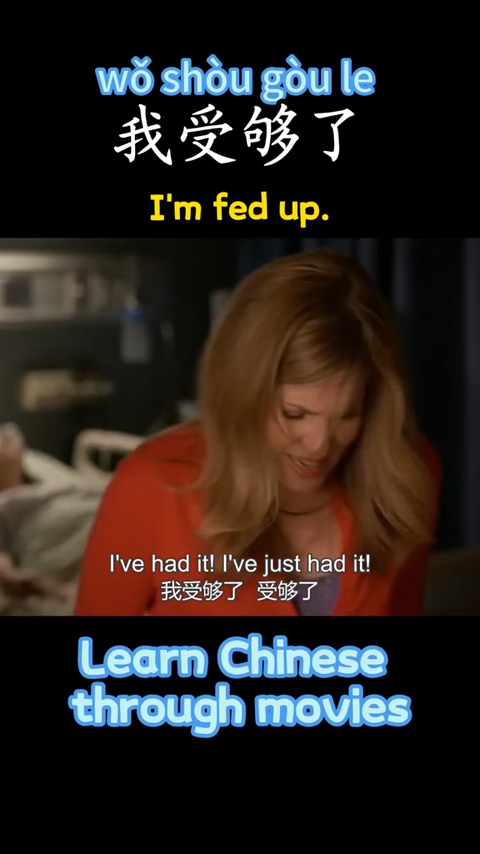 wǒ shòu gòu le
我受够了
I'm fed up.
I've had it! I've just had it!
我受够了 受够了
Learn Chinese
through movies